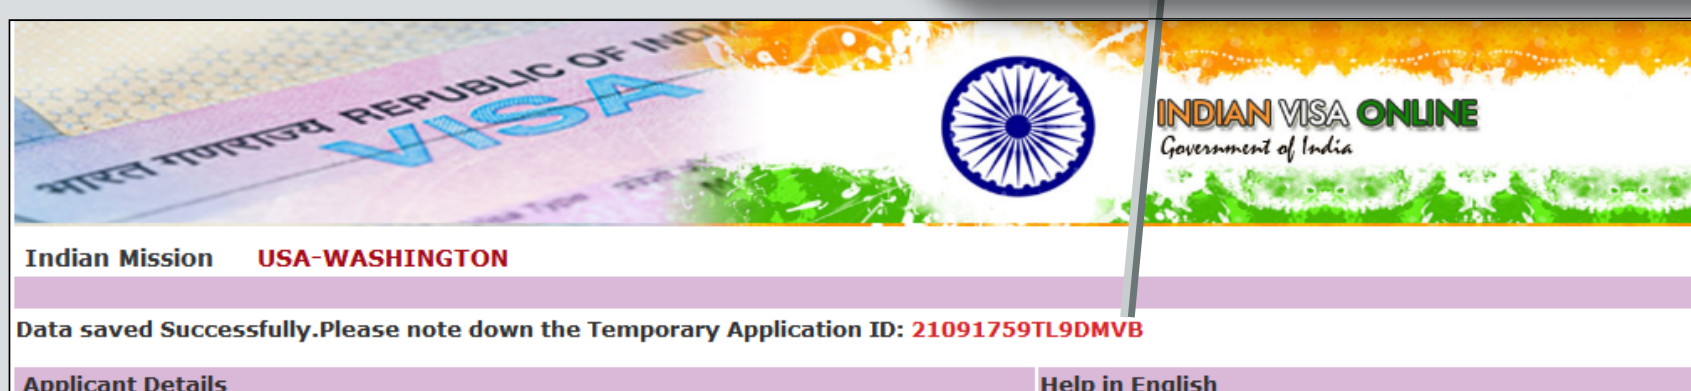 भारत गणराज्य REPUBLIC OF
VISA
INDIAN VISA ONLINE
Government of India
Indian Mission USA-WASHINGTON
Data saved Successfully.Please note down the Temporary Application ID: 21091759TL9DMVB
Applicant Details Help in English